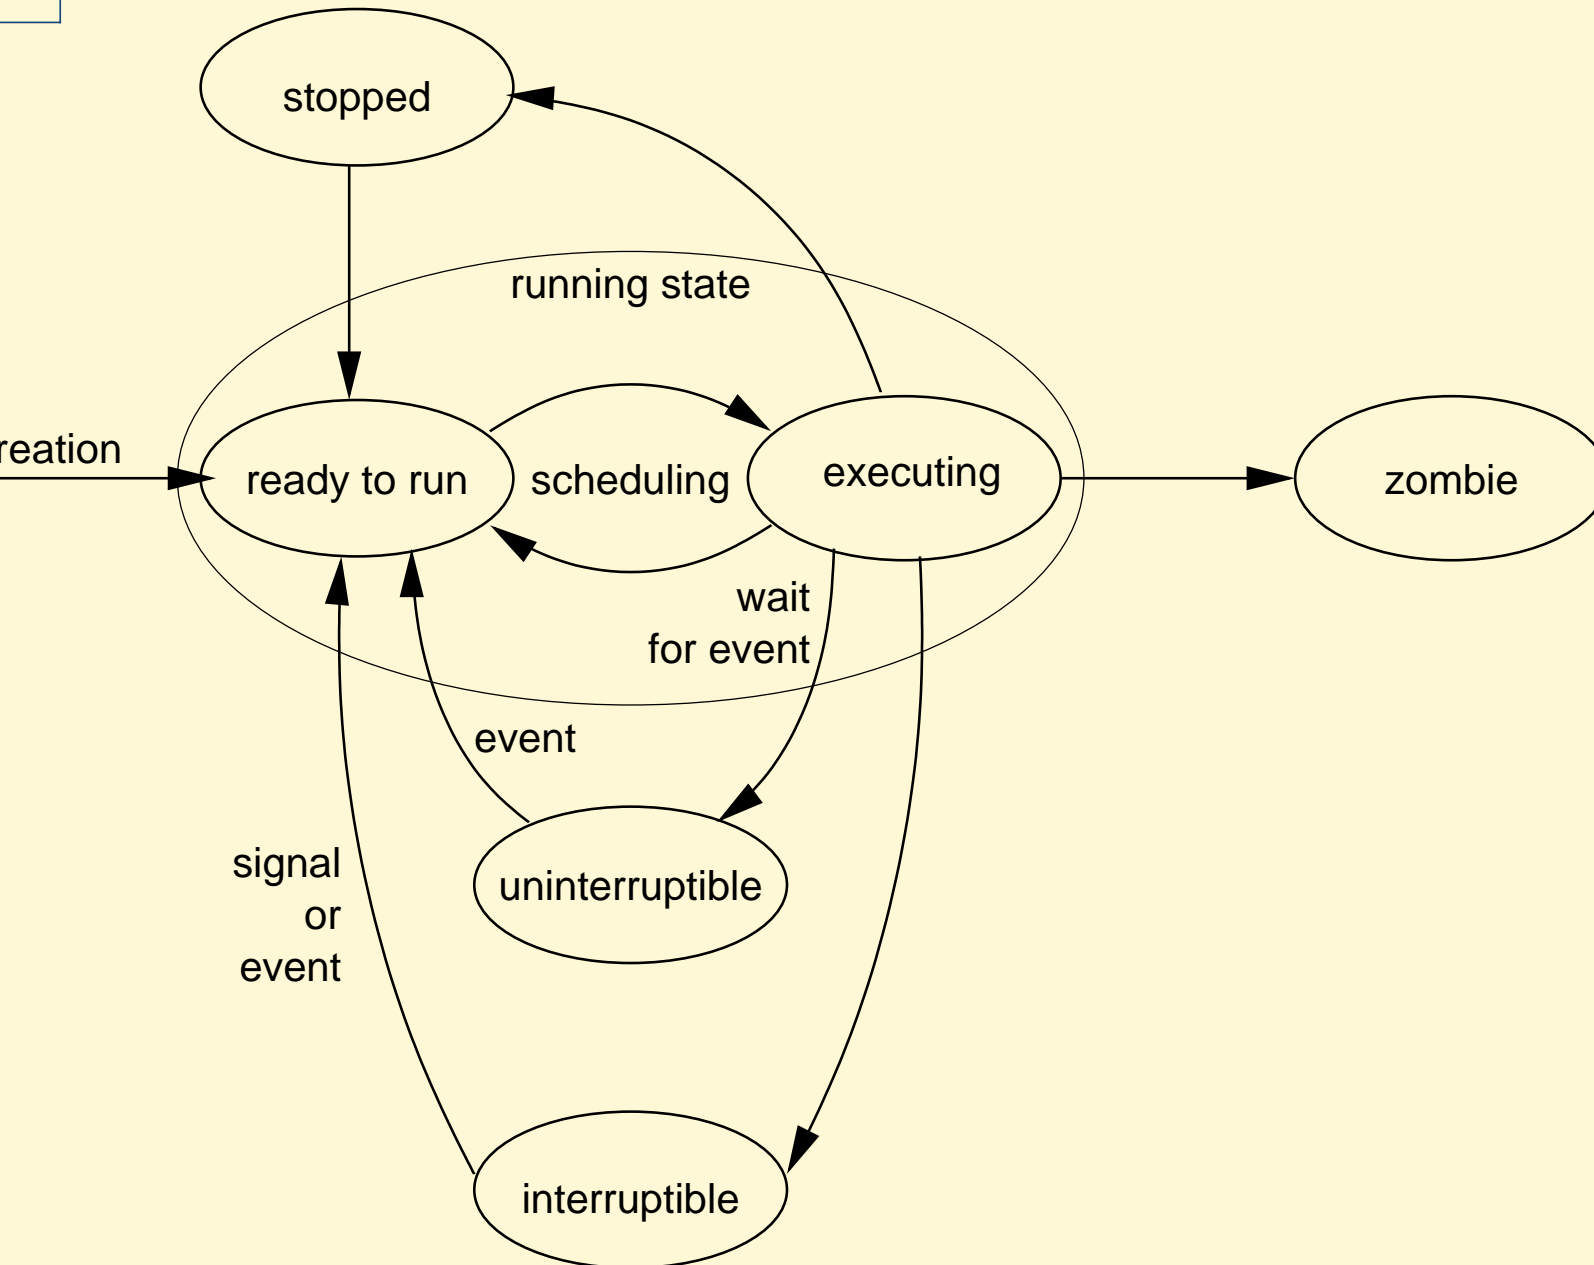 stopped
running state
reation
ready to run
scheduling
executing
zombie
wait
for event
event
uninterruptible
signal
or
event
interruptible